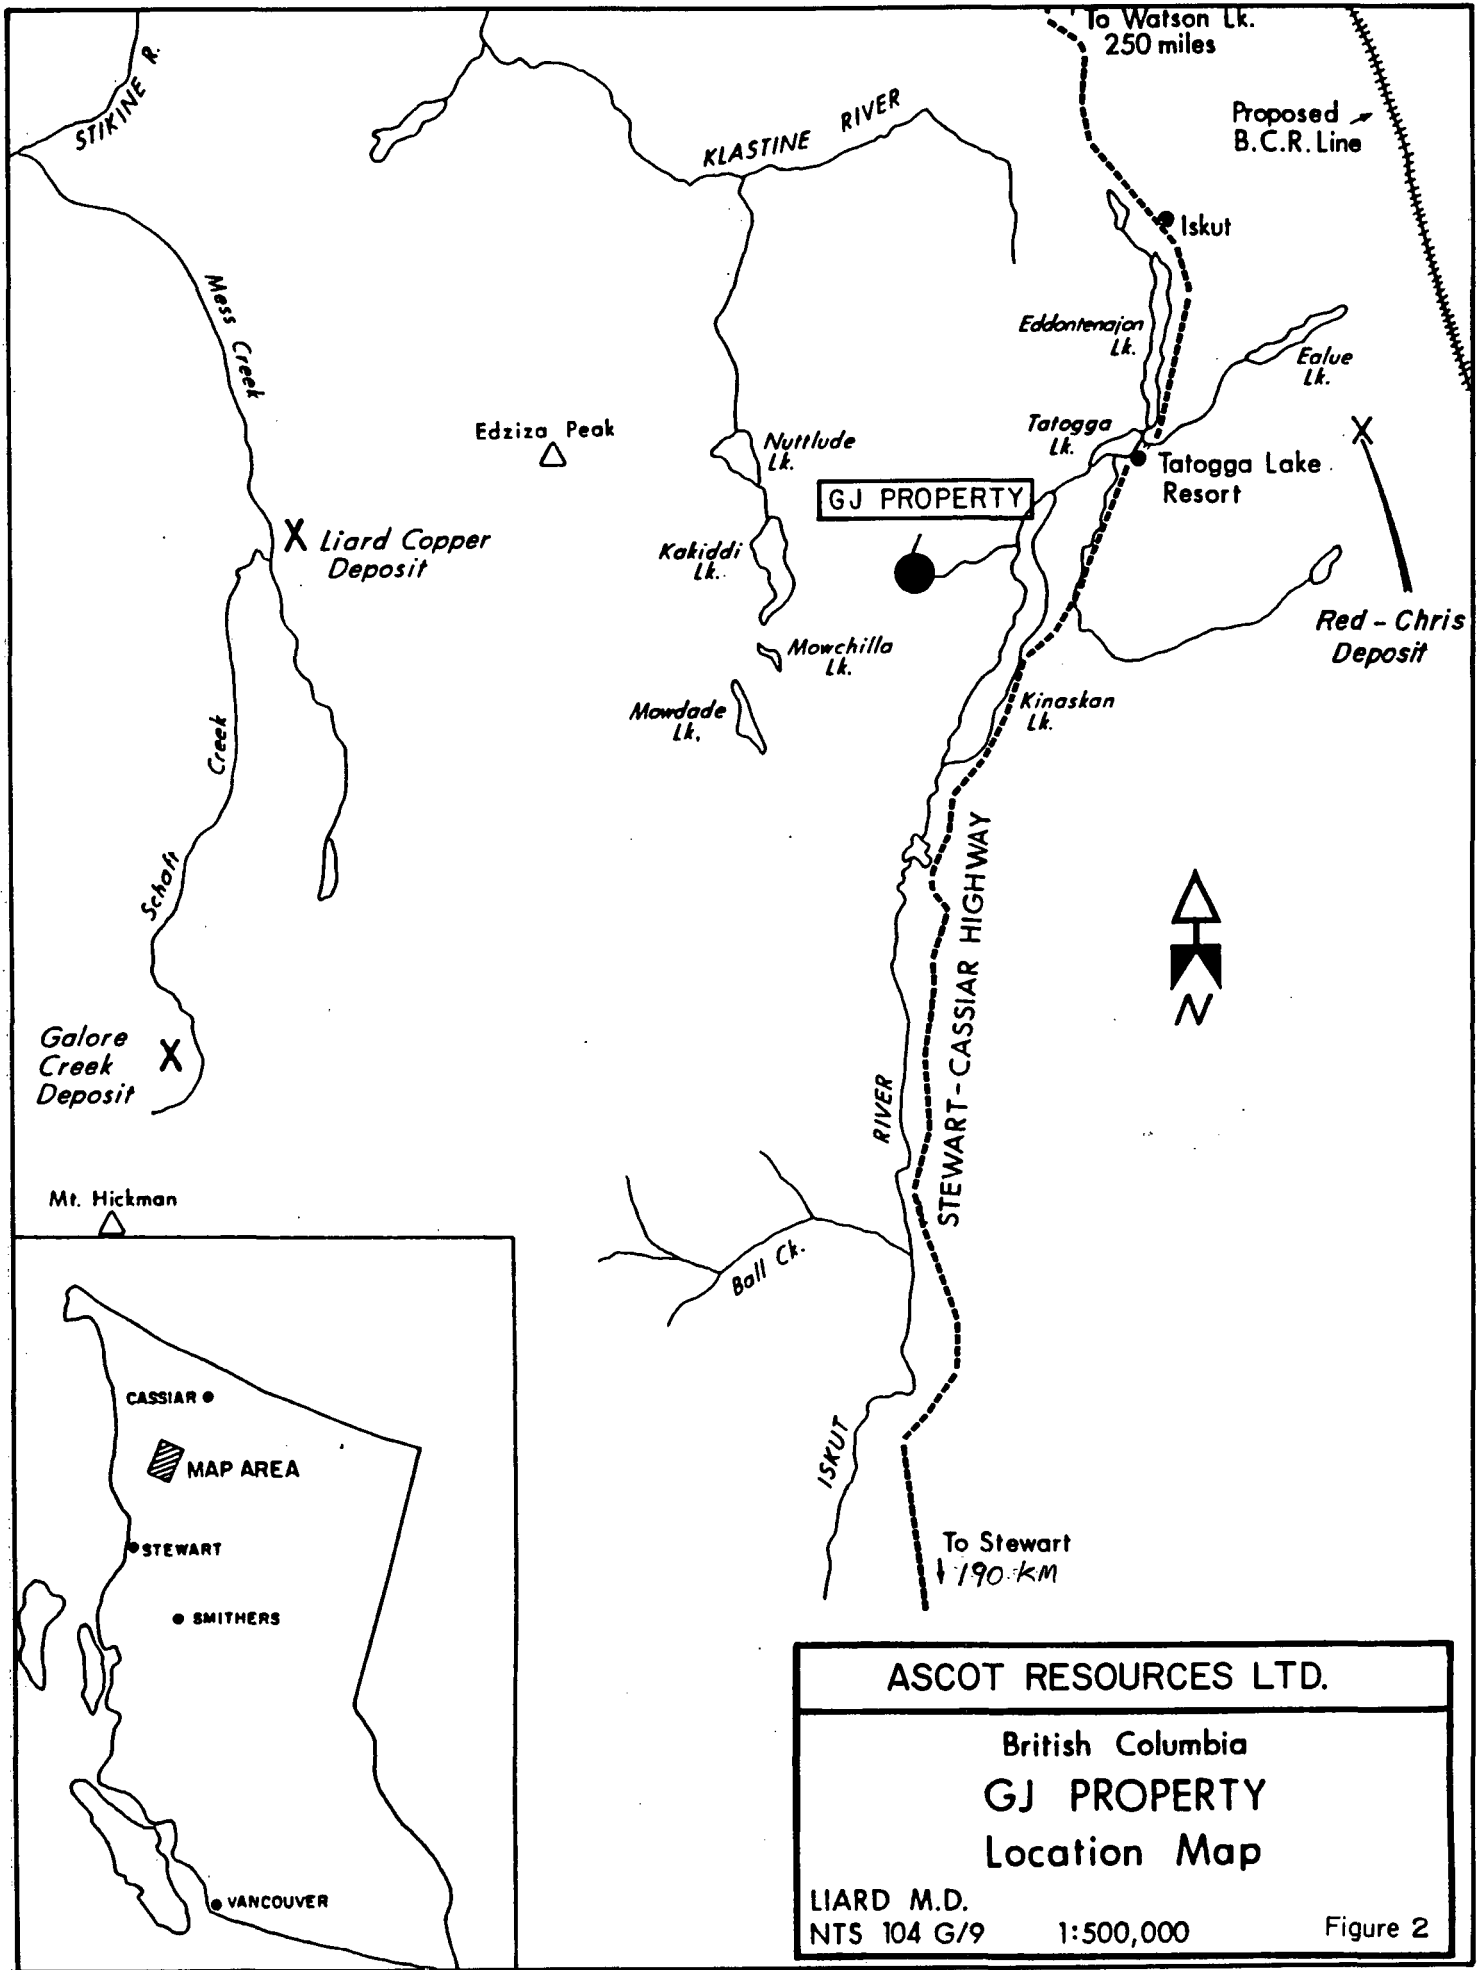 To Watson Lk.
250 miles
STIKINE R.
KLASTINE RIVER
Proposed
B.C.R. Line
Iskut
Mess Creek
Eddontenajon
Lk.
Ealue
Lk.
Edziza Peak
Nuttlude
Lk.
Tatogga
Lk.
Tatogga Lake
Resort
GJ PROPERTY
X Liard Copper
Deposit
Kakiddi
Lk.
X
Red - Chris
Deposit
Mowchilla
Lk.
Mowdade
Lk.
Kinaskan
Lk.
Schaft Creek
STEWART-CASSIAR HIGHWAY
N
Galore
Creek
Deposit
X
ISKUT RIVER
Mt. Hickman
Ball Ck.
CASSIAR
MAP AREA
STEWART
SMITHERS
VANCOUVER
To Stewart
190 KM
ASCOT RESOURCES LTD.
British Columbia
GJ PROPERTY
Location Map
LIARD M.D.
NTS 104 G/9 1:500,000 Figure 2